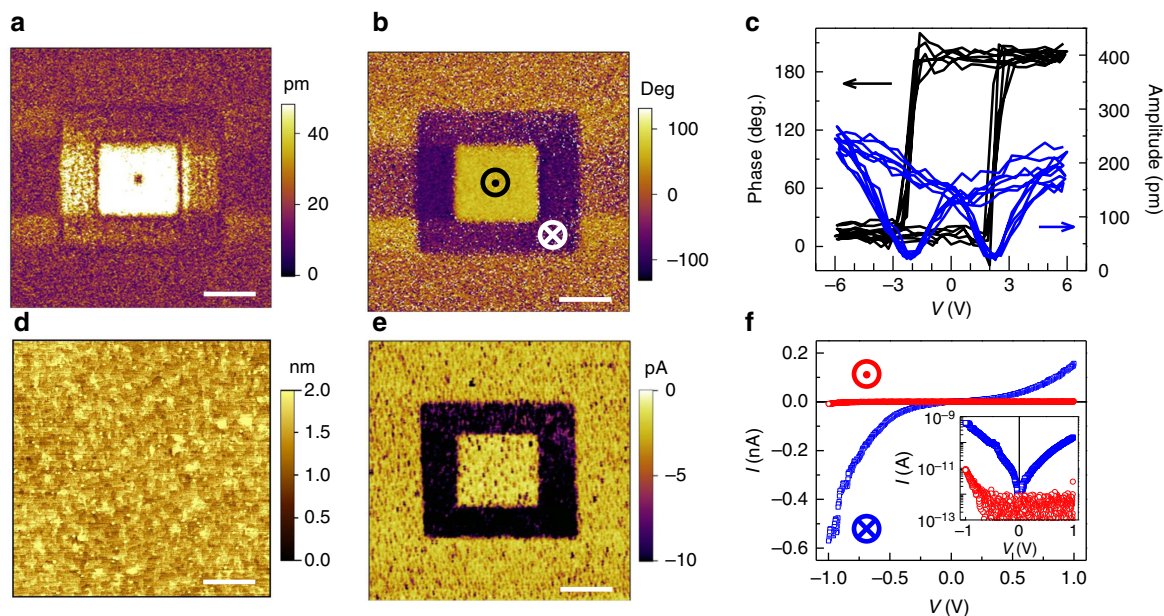 a
pm
40
20
0
b
Deg
100
0
−100
c
Phase (deg.)
180
120
60
0
400
300
200
100
0
Amplitude (pm)
−6 −3 0 3 6
V (V)
d
nm
2.0
1.5
1.0
0.5
0.0
e
pA
0
−5
−10
f
I (nA)
0.2
0.0
−0.2
−0.4
−0.6
−1.0 −0.5 0.0 0.5 1.0
V (V)
I (A)
10−9
10−11
10−13
−1 0 1
V (V)